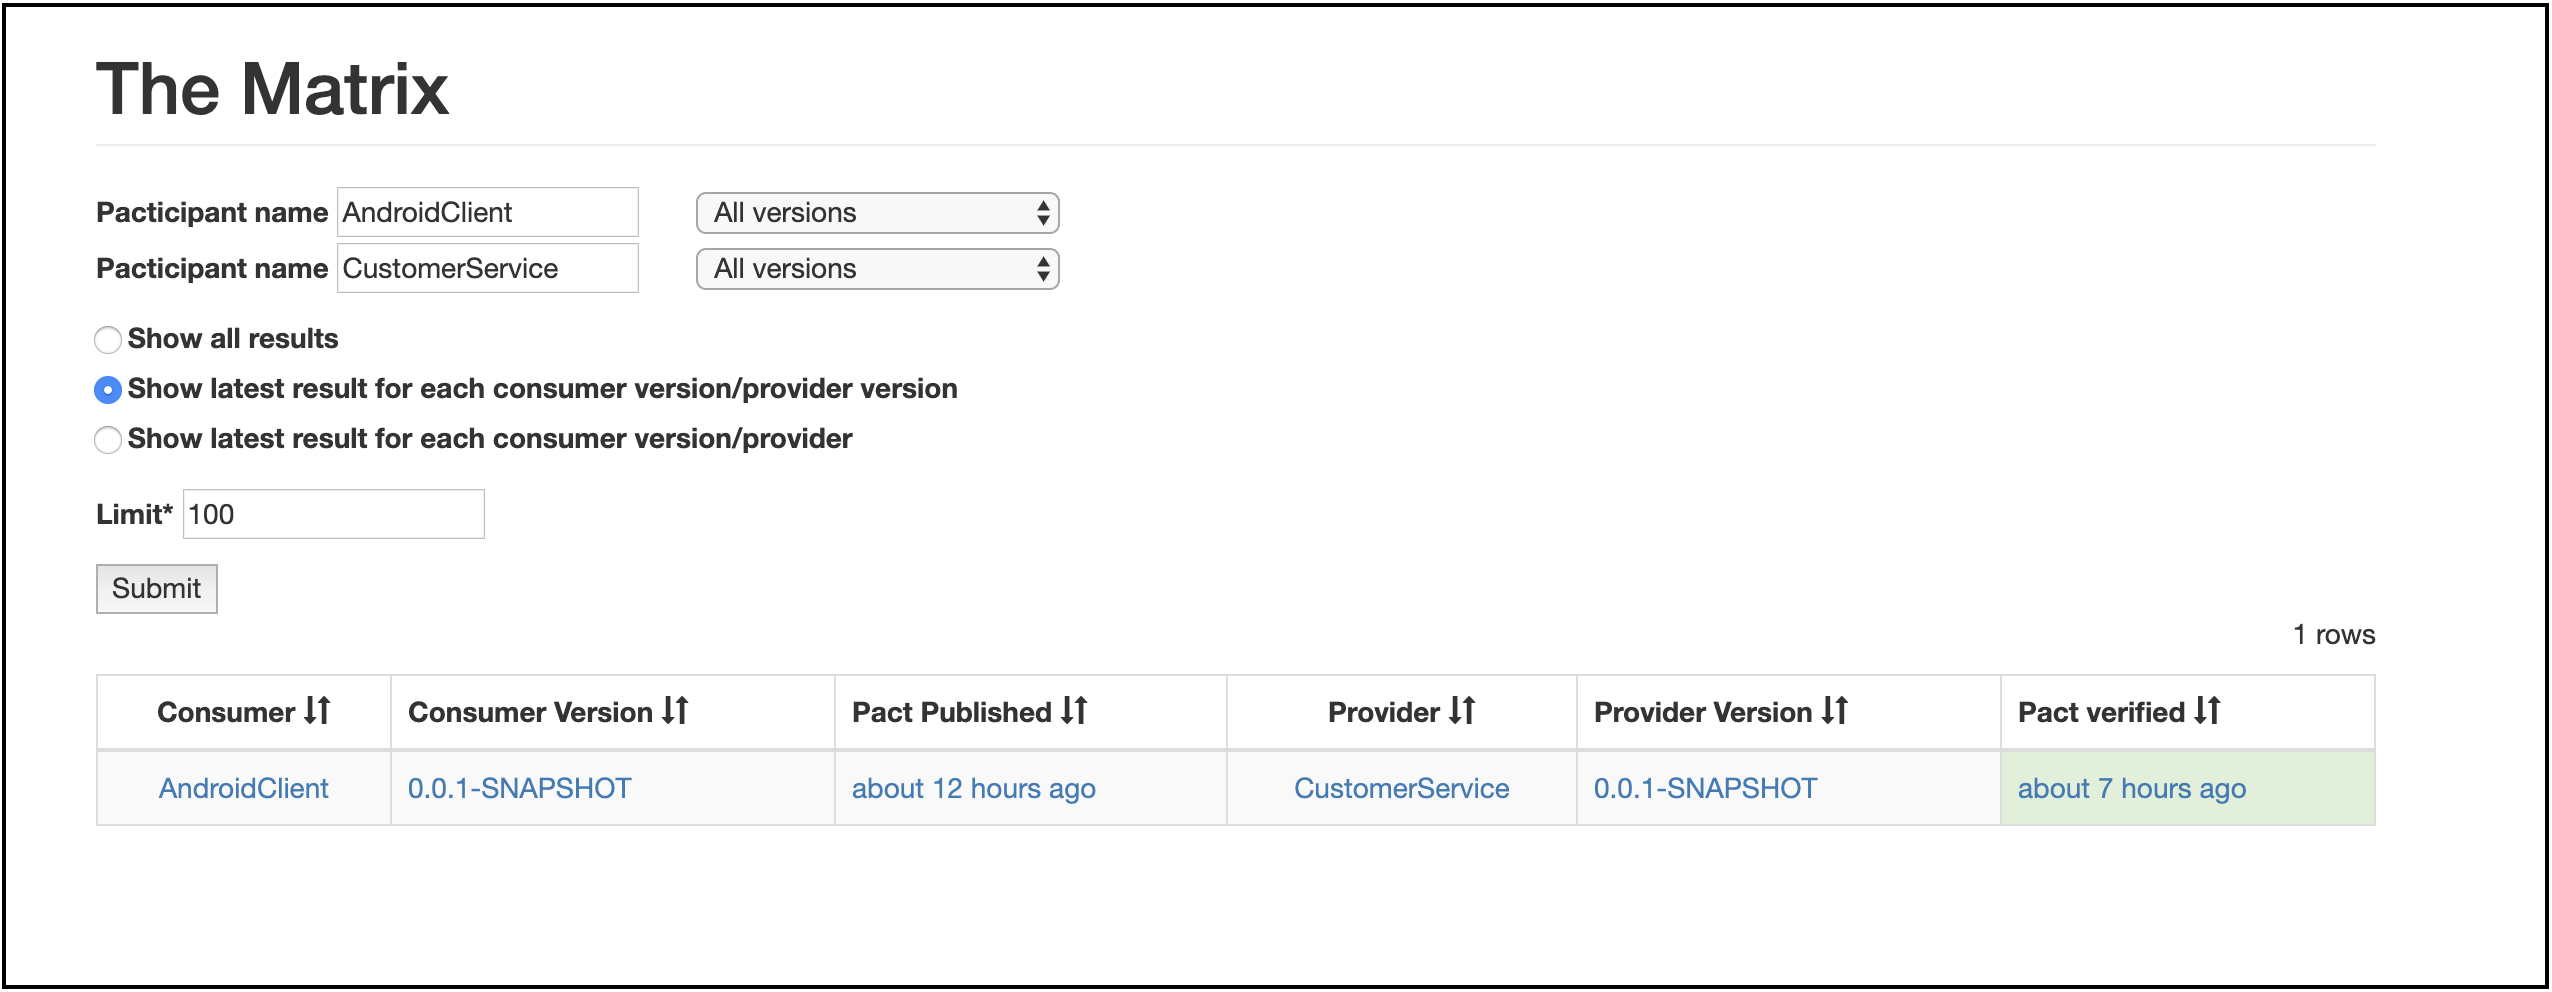 The Matrix
Pacticipant name AndroidClient All versions
Pacticipant name CustomerService All versions
Show all results
Show latest result for each consumer version/provider version
Show latest result for each consumer version/provider
Limit* 100
Submit
1 rows
Consumer Consumer Version Pact Published Provider Provider Version Pact verified
AndroidClient 0.0.1-SNAPSHOT about 12 hours ago CustomerService 0.0.1-SNAPSHOT about 7 hours ago